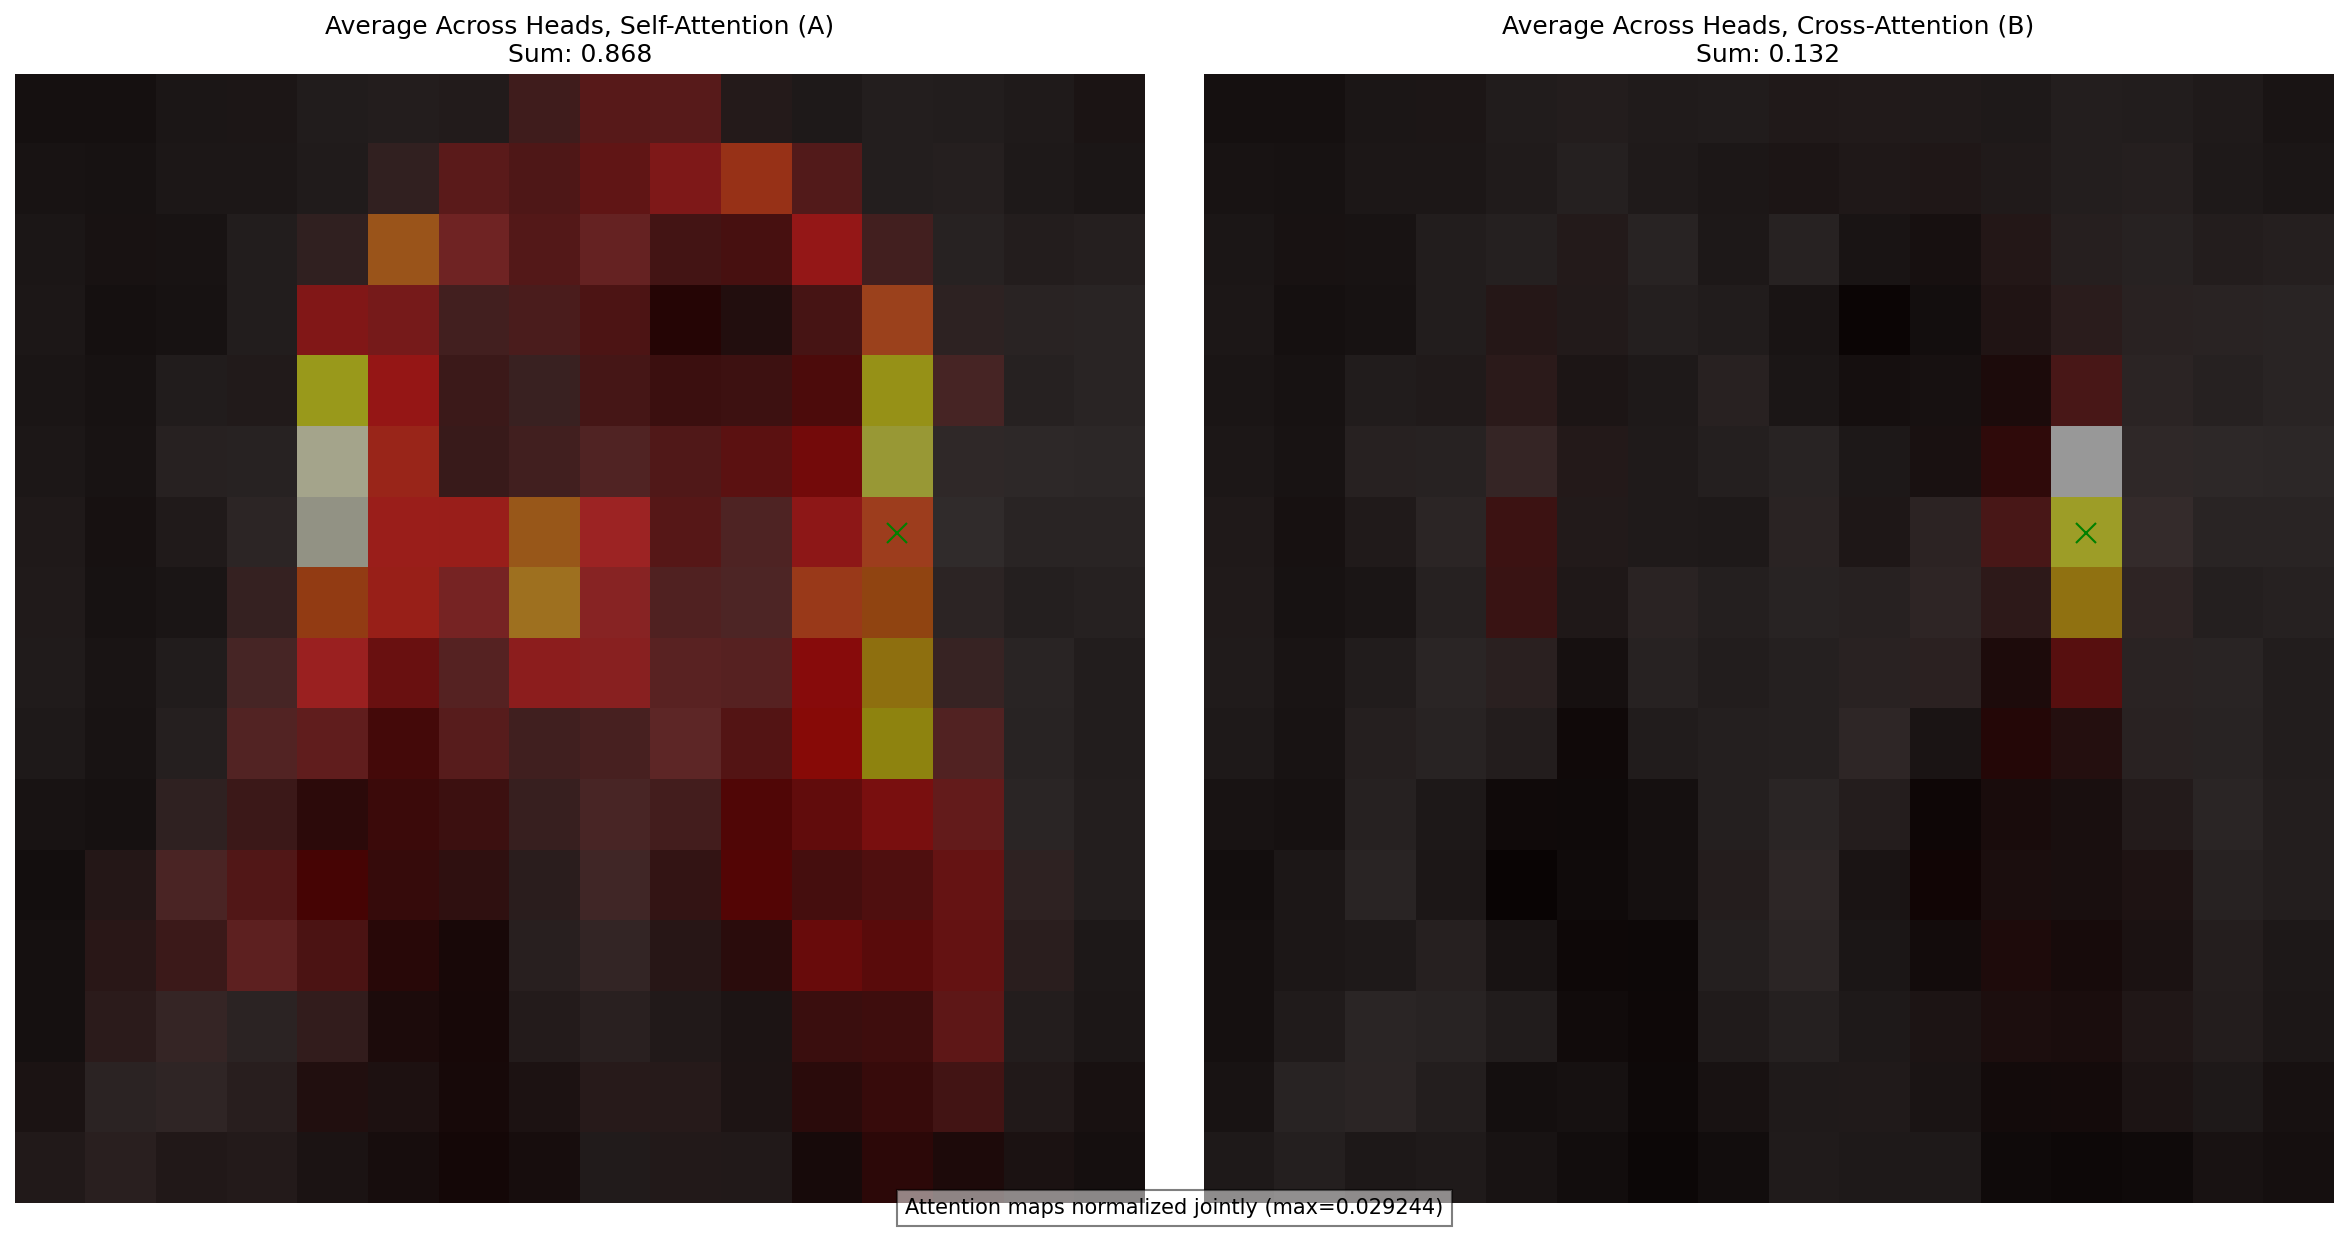 Average Across Heads, Self-Attention (A)
Sum: 0.868
Average Across Heads, Cross-Attention (B)
Sum: 0.132
Attention maps normalized jointly (max=0.029244)